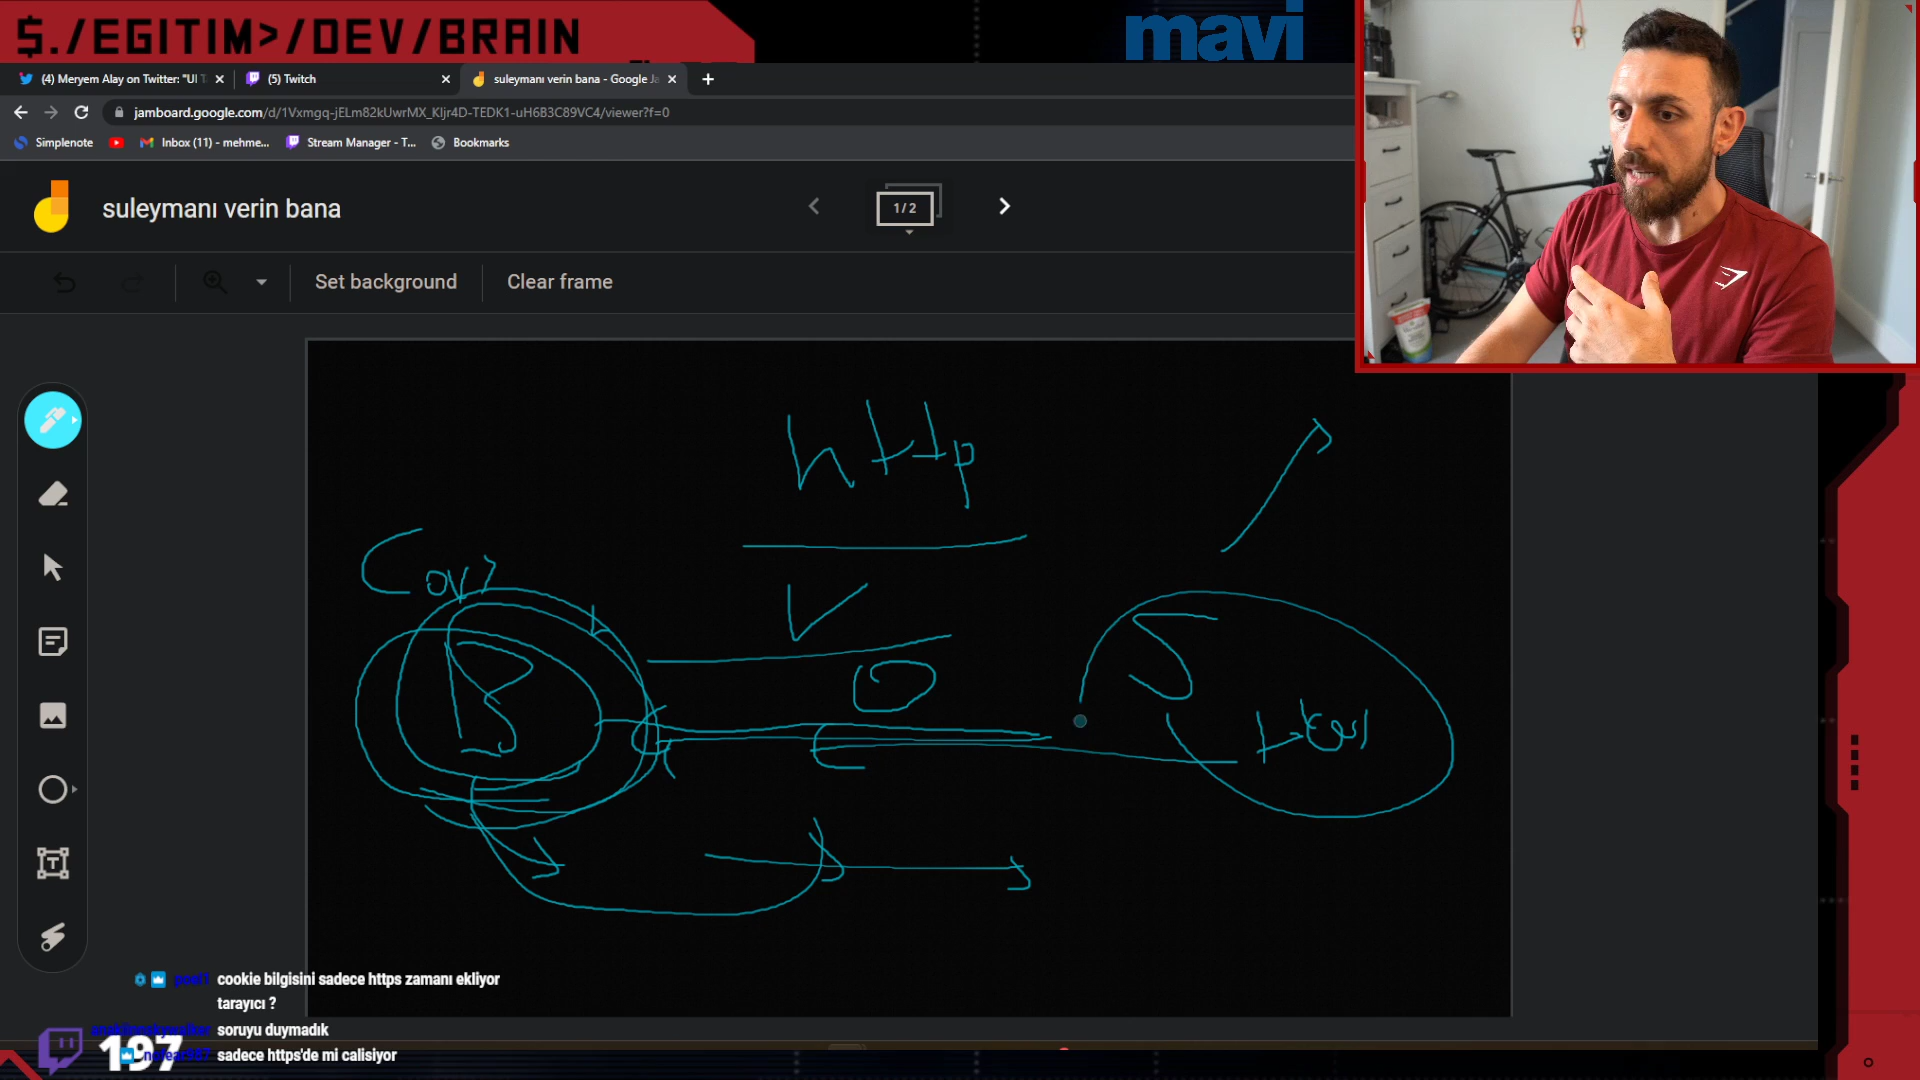 $./EGITIM>/DEV/BRAIN
mavi
(4) Meryem Alay on Twitter: "UI T
(5) Twitch
suleymanı verin bana - Google Ja
jamboard.google.com/d/1Vxmgq-jELm82kUwrMX_KIjr4D-TEDK1-uH6B3C89VC4/viewer?f=0
Simplenote
Inbox (11) - mehme...
Stream Manager - T...
Bookmarks
suleymanı verin bana
1/2
Set background
Clear frame
http
B
S
cookie bilgisini sadece https zamanı ekliyor
tarayıcı ?
soruyu duymadık
sadece https'de mi calisiyor
197